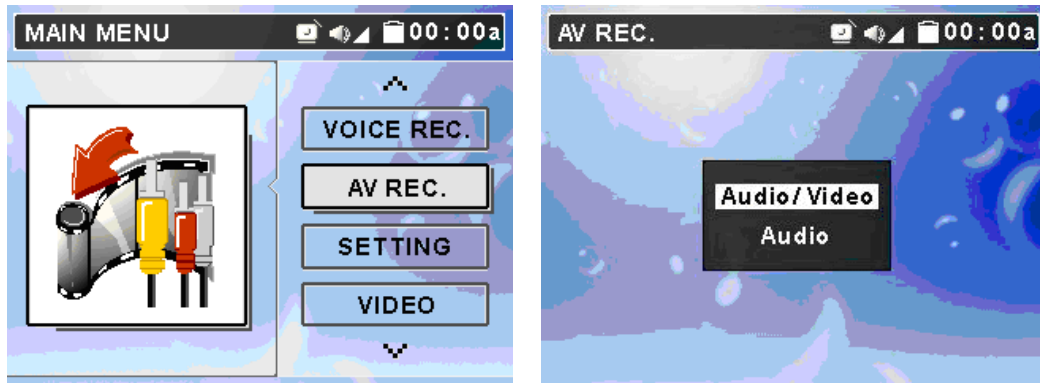 MAIN MENU 00:00a
VOICE REC.
AV REC.
SETTING
VIDEO
AV REC. 00:00a
Audio/Video
Audio